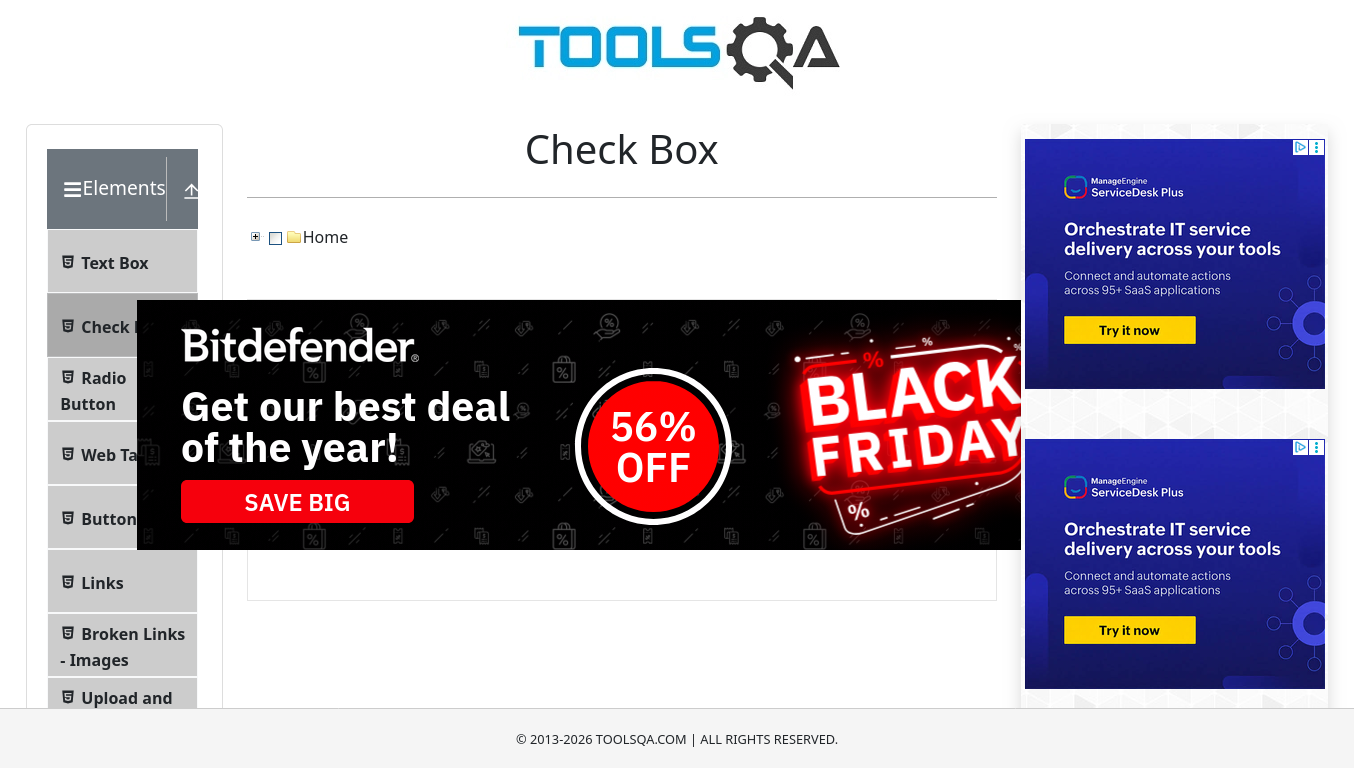 TOOLSQA
Check Box
Elements
Text Box
Check
Radio
Button
Web Ta
Button
Links
Broken Links
- Images
Upload and
Home
Bitdefender®
Get our best deal
of the year!
SAVE BIG
56%
OFF
%
%
BLACK
FRIDAY
%
ManageEngine
ServiceDesk Plus
Orchestrate IT service
delivery across your tools
Connect and automate actions
across 95+ SaaS applications
Try it now
ManageEngine
ServiceDesk Plus
Orchestrate IT service
delivery across your tools
Connect and automate actions
across 95+ SaaS applications
Try it now
© 2013-2026 TOOLSQA.COM | ALL RIGHTS RESERVED.